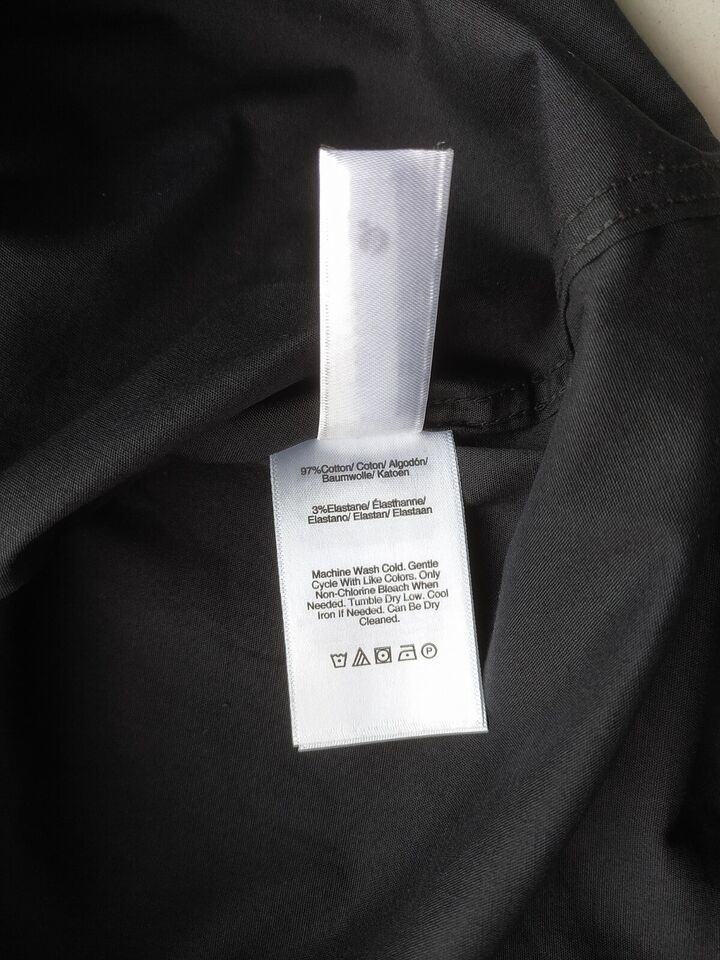 97%Cotton/ Coton/ Algodón/
Baumwolle/ Katoen
3%Elastane/ Élasthanne/
Elastano/ Elastan/ Elastaan
Machine Wash Cold. Gentle
Cycle With Like Colors. Only
Non-Chlorine Bleach When
Needed. Tumble Dry Low. Cool
Iron If Needed. Can Be Dry
Cleaned.
P